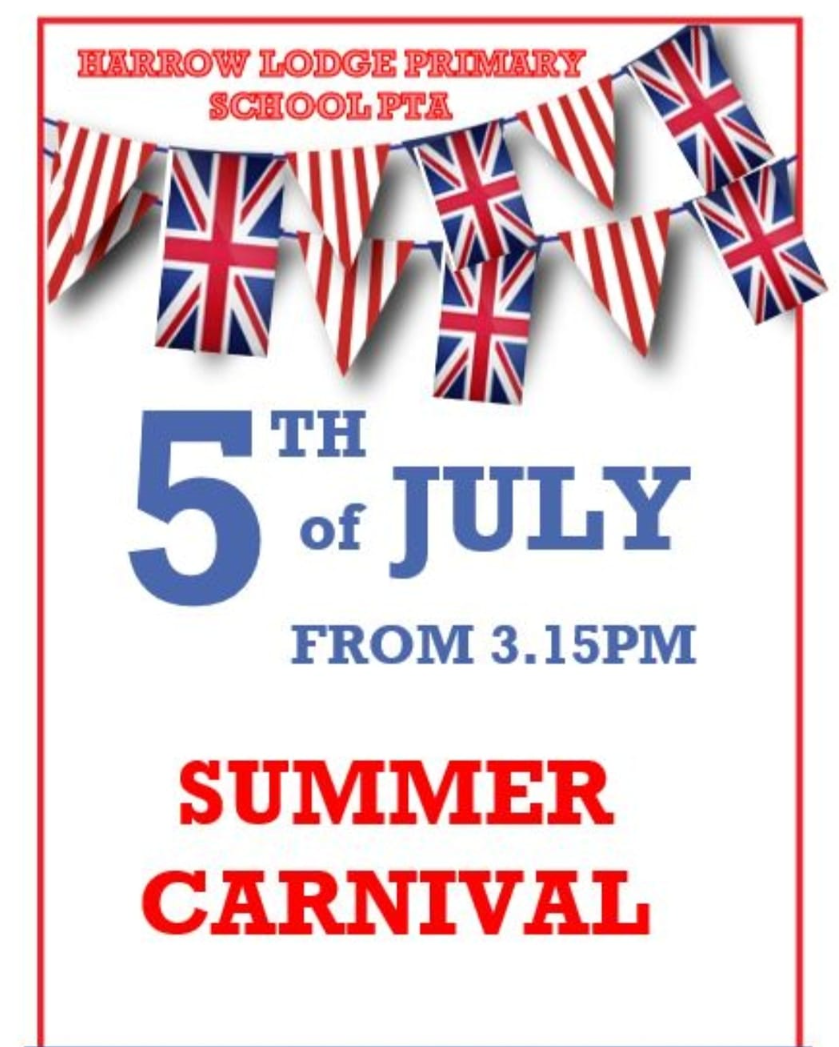 HARROW LODGE PRIMARY
SCHOOL PTA
5TH of JULY
FROM 3.15PM
SUMMER
CARNIVAL